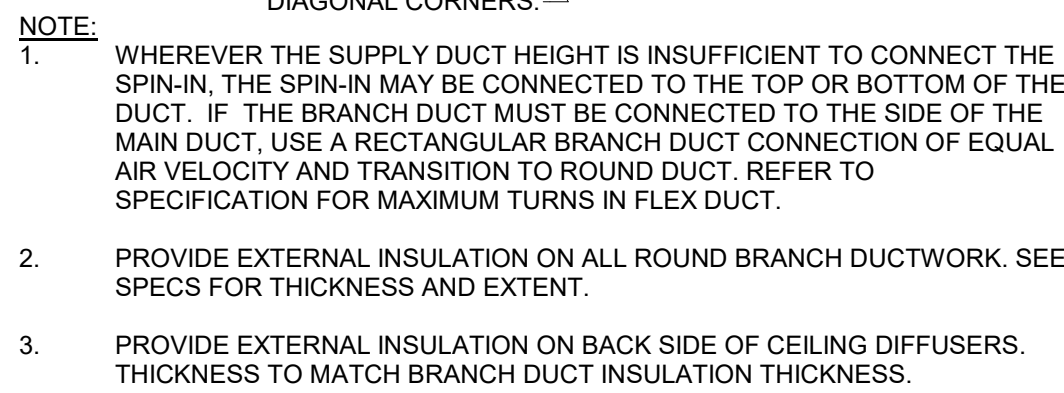 DIAGONAL CORNERS.
NOTE:
1. WHEREVER THE SUPPLY DUCT HEIGHT IS INSUFFICIENT TO CONNECT THE
SPIN-IN, THE SPIN-IN MAY BE CONNECTED TO THE TOP OR BOTTOM OF THE
DUCT. IF THE BRANCH DUCT MUST BE CONNECTED TO THE SIDE OF THE
MAIN DUCT, USE A RECTANGULAR BRANCH DUCT CONNECTION OF EQUAL
AIR VELOCITY AND TRANSITION TO ROUND DUCT. REFER TO
SPECIFICATION FOR MAXIMUM TURNS IN FLEX DUCT.
2. PROVIDE EXTERNAL INSULATION ON ALL ROUND BRANCH DUCTWORK. SEE
SPECS FOR THICKNESS AND EXTENT.
3. PROVIDE EXTERNAL INSULATION ON BACK SIDE OF CEILING DIFFUSERS.
THICKNESS TO MATCH BRANCH DUCT INSULATION THICKNESS.